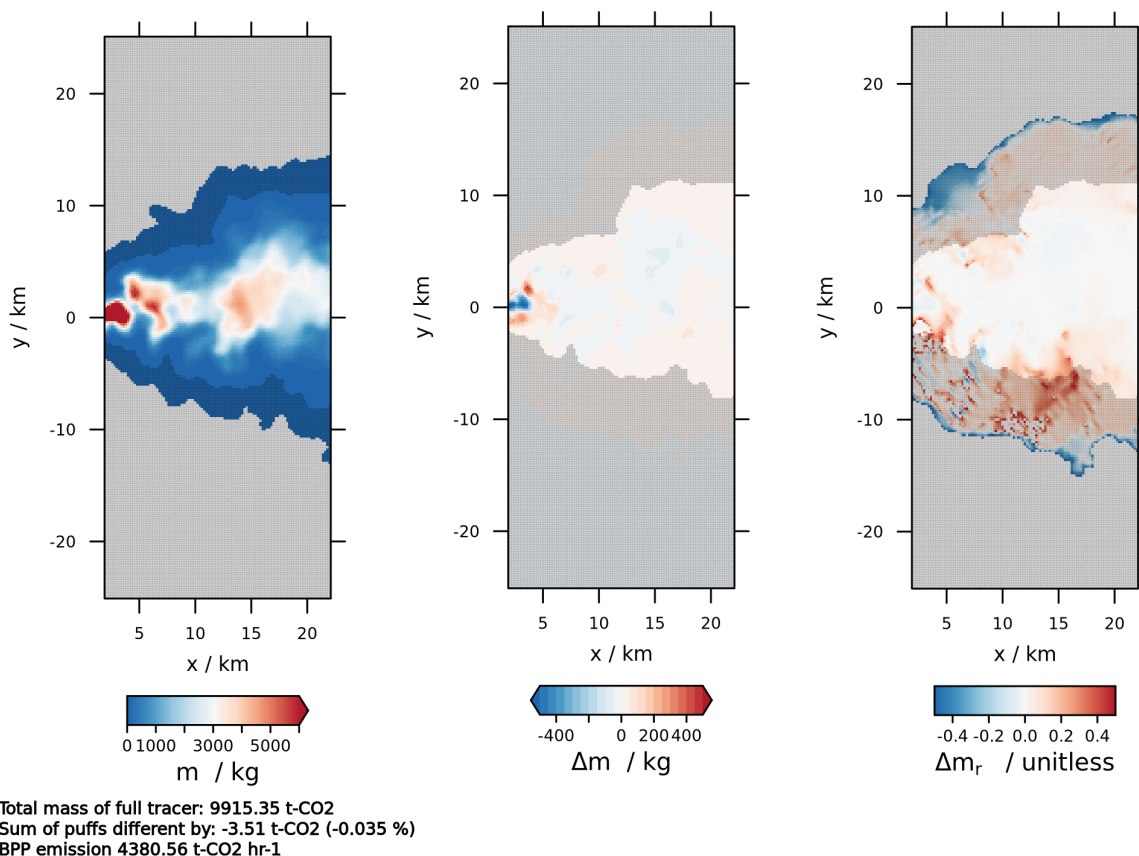 20
10
0
-10
-20
y / km
5 10 15 20
x / km
0 1000 3000 5000
m / kg
20
10
0
-10
-20
y / km
5 10 15 20
x / km
-400 0 200 400
Δm / kg
20
10
0
-10
-20
y / km
5 10 15 20
x / km
-0.4 -0.2 0.0 0.2 0.4
Δmr / unitless
Total mass of full tracer: 9915.35 t-CO2
Sum of puffs different by: -3.51 t-CO2 (-0.035 %)
BPP emission 4380.56 t-CO2 hr-1